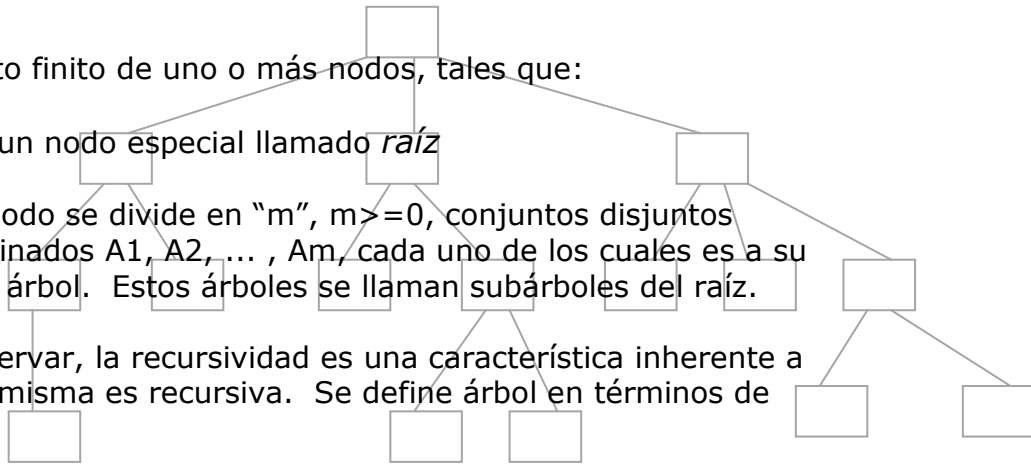 to finito de uno o más nodos, tales que:
un nodo especial llamado raíz
odo se divide en “m”, m>=0, conjuntos disjuntos
inados A1, A2, ... , Am, cada uno de los cuales es a su
árbol.  Estos árboles se llaman subárboles del raíz.
ervar, la recursividad es una característica inherente a
misma es recursiva.  Se define árbol en términos de